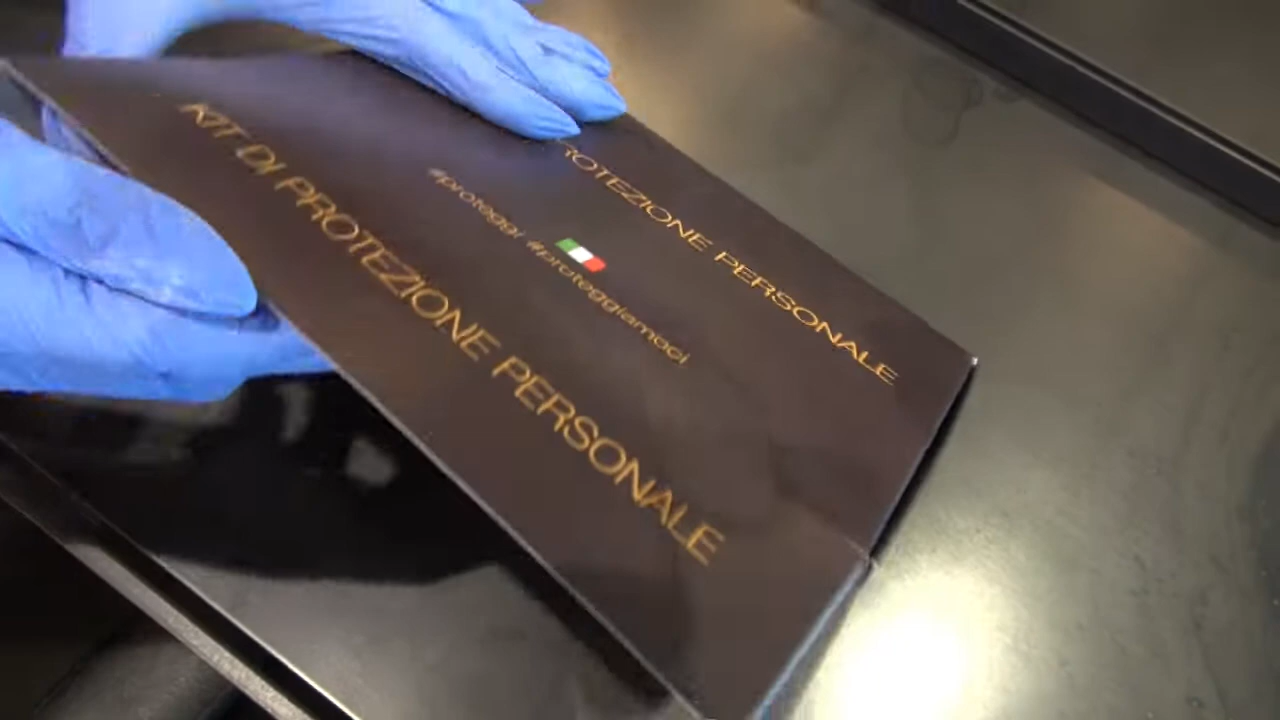 KIT DI PROTEZIONE PERSONALE
#proteggi #proteggiamoci
PROTEZIONE PERSONALE